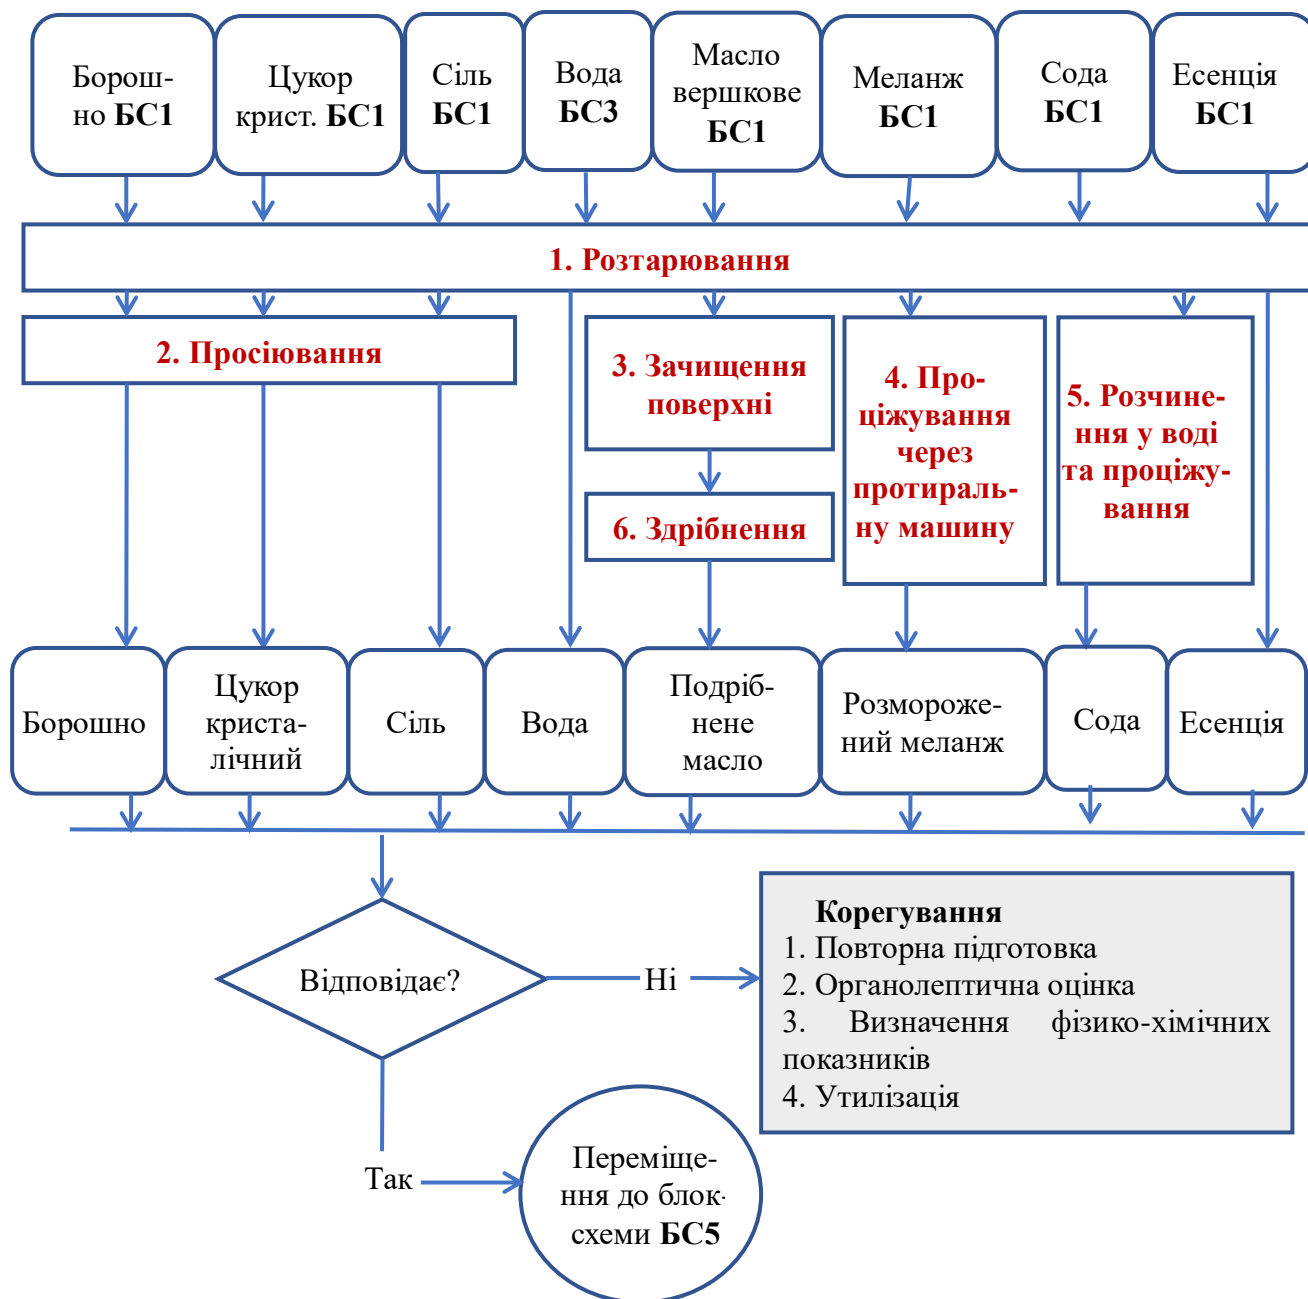 Борош-
но БС1
Цукор
крист. БС1
Сіль
БС1
Вода
БС3
Масло
вершкове
БС1
Меланж
БС1
Сода
БС1
Есенція
БС1
1. Розтарювання
2. Просіювання
3. Зачищення
поверхні
4. Про-
ціжування
через
протираль-
ну машину
5. Розчине-
ння у воді
та проціжу-
вання
6. Здрібнення
Борошно
Цукор
криста-
лічний
Сіль
Вода
Подріб-
нене
масло
Розмороже-
ний меланж
Сода
Есенція
Відповідає?
Ні
Корегування
1. Повторна підготовка
2. Органолептична оцінка
3. Визначення фізико-хімічних
показників
4. Утилізація
Так
Переміще-
ння до блок-
схеми БС5